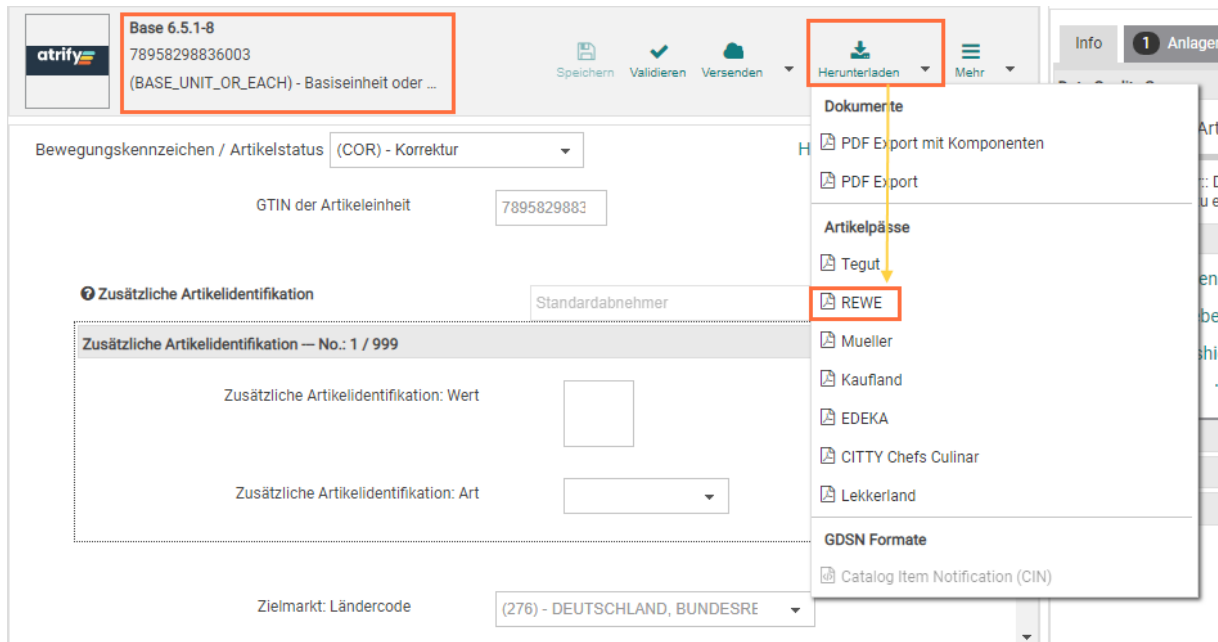 atrify
Base 6.5.1-8
78958298836003
(BASE_UNIT_OR_EACH) - Basiseinheit oder ...
Speichern
Validieren
Versenden
Herunterladen
Mehr
Info
1 Anlagen
Bewegungskennzeichen / Artikelstatus
(COR) - Korrektur
H
GTIN der Artikeleinheit
7895829883
Zusätzliche Artikelidentifikation
Standardabnehmer
Zusätzliche Artikelidentifikation — No.: 1 / 999
Zusätzliche Artikelidentifikation: Wert
Zusätzliche Artikelidentifikation: Art
Zielmarkt: Ländercode
(276) - DEUTSCHLAND, BUNDESRE
Dokumente
PDF Export mit Komponenten
PDF Export
Artikelpässe
Tegut
REWE
Mueller
Kaufland
EDEKA
CITTY Chefs Culinar
Lekkerland
GDSN Formate
Catalog Item Notification (CIN)
Art